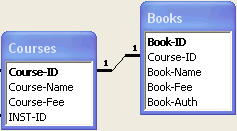 Courses
Course-ID
Course-Name
Course-Fee
INST-ID
1
1
Books
Book-ID
Course-ID
Book-Name
Book-Fee
Book-Auth